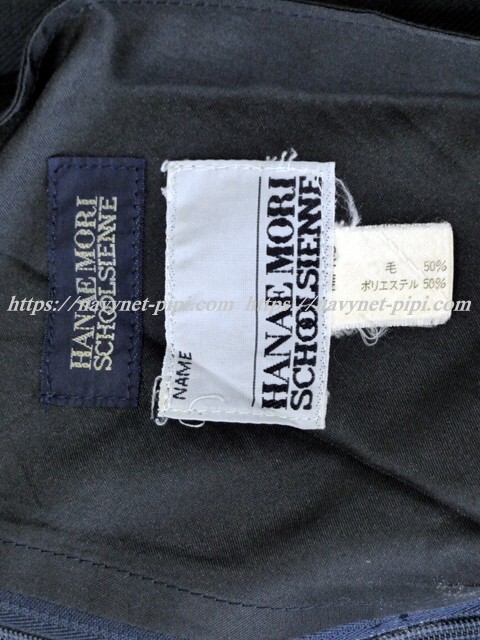 HANAE MORI
SCHOOLSIENNE
HANAE MORI
SCHOOLSIENNE
NAME
毛 50%
ポリエステル 50%
https://navynet-pipi.com/
https://navynet-pipi.com/